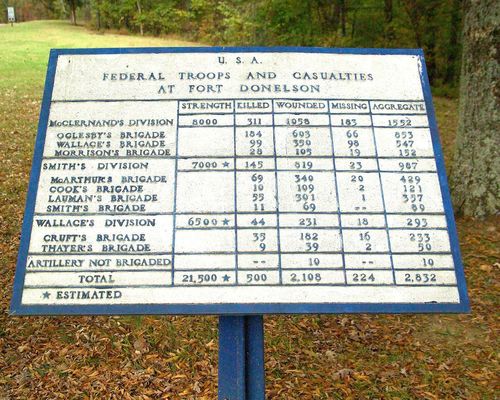 U. S. A.
FEDERAL TROOPS AND CASUALTIES
AT FORT DONELSON
STRENGTH KILLED WOUNDED MISSING AGGREGATE
McCLERNAND'S DIVISION 8000 311 1058 183 1552
OGLESBY'S BRIGADE 184 603 66 853
WALLACE'S BRIGADE 99 350 98 547
MORRISON'S BRIGADE 28 105 19 152
SMITH'S DIVISION 7000 ★ 145 819 23 987
McARTHUR'S BRIGADE 69 340 20 429
COOK'S BRIGADE 10 109 2 121
LAUMAN'S BRIGADE 55 301 1 357
SMITH'S BRIGADE 11 69 -- 80
WALLACE'S DIVISION 6500 ★ 44 231 18 293
CRUFT'S BRIGADE 35 182 16 233
THAYER'S BRIGADE 9 39 2 50
ARTILLERY NOT BRIGADED -- 10 -- 10
TOTAL 21,500 ★ 500 2,108 224 2,832
★ ESTIMATED